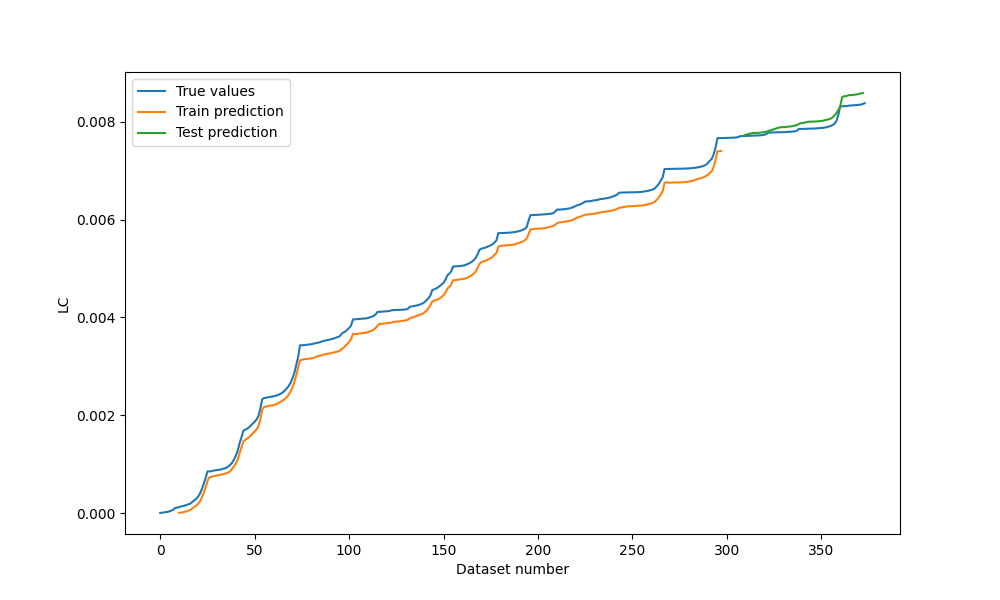 True values
Train prediction
Test prediction
0.008
0.006
0.004
0.002
0.000
LC
0 50 100 150 200 250 300 350
Dataset number